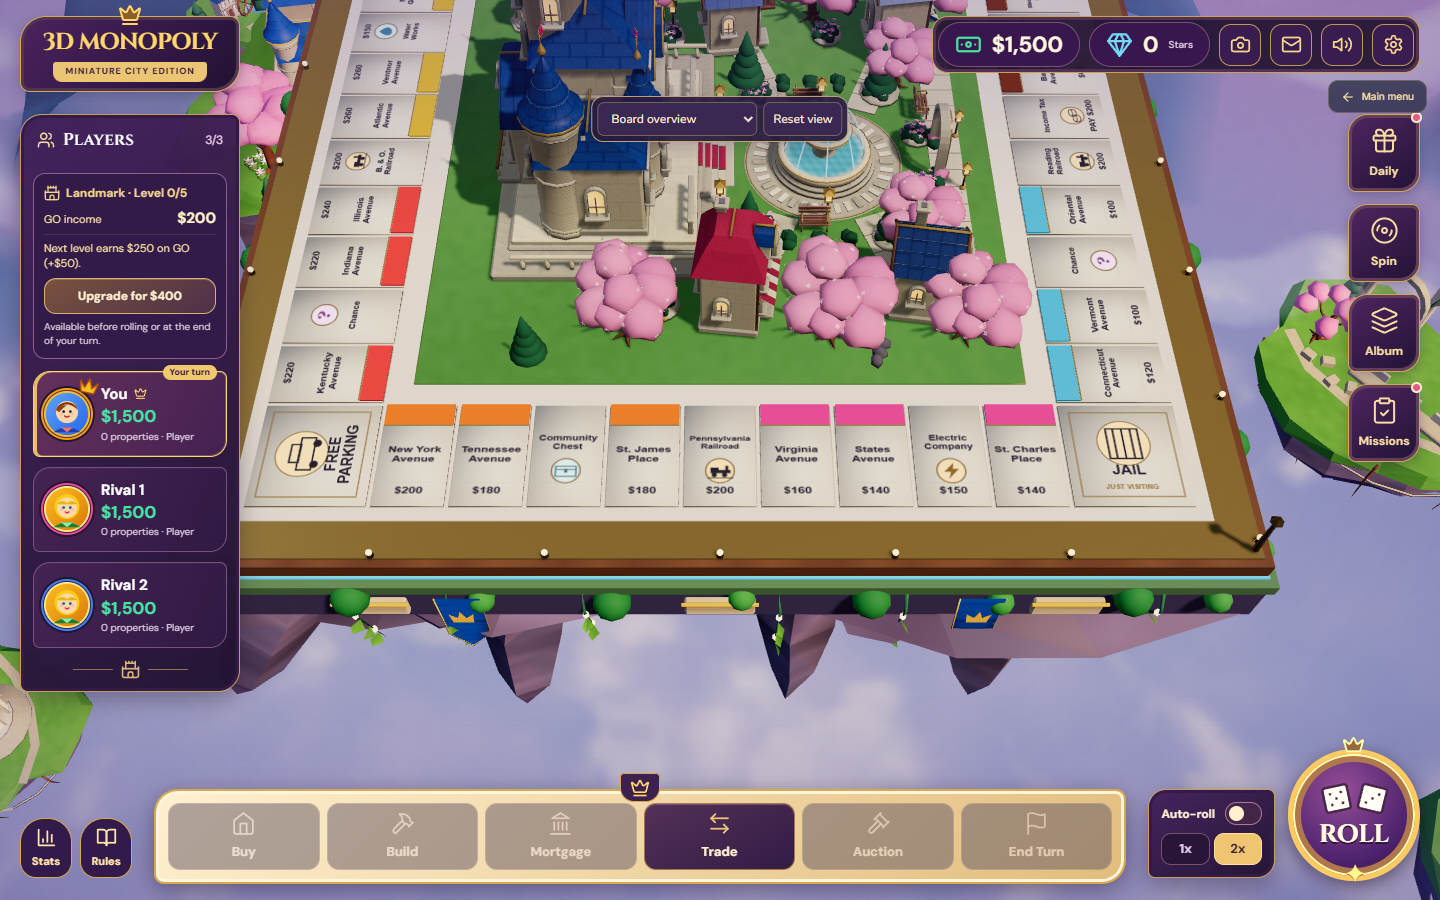 3D MONOPOLY
MINIATURE CITY EDITION
PLAYERS
3/3
Landmark · Level 0/5
GO income
$200
Next level earns $250 on GO
(+$50).
Upgrade for $400
Available before rolling or at the end
of your turn.
Your turn
You
$1,500
0 properties · Player
Rival 1
$1,500
0 properties · Player
Rival 2
$1,500
0 properties · Player
Board overview
Reset view
$1,500
0 Stars
Main menu
Daily
Spin
Album
Missions
$150
Water
Works
$260
Ventnor
Avenue
$260
Atlantic
Avenue
$200
B. & O.
Railroad
$240
Illinois
Avenue
$220
Indiana
Avenue
?
Chance
$220
Kentucky
Avenue
FREE
PARKING
New York
Avenue
$200
Tennessee
Avenue
$180
Community
Chest
St. James
Place
$180
Pennsylvania
Railroad
$200
Virginia
Avenue
$160
States
Avenue
$140
Electric
Company
$150
St. Charles
Place
$140
JAIL
JUST VISITING
Connecticut
Avenue
$120
Vermont
Avenue
$100
Chance
?
Oriental
Avenue
$100
Reading
Railroad
$200
Income Tax
PAY $200
Stats
Rules
Buy
Build
Mortgage
Trade
Auction
End Turn
Auto-roll
1x
2x
ROLL